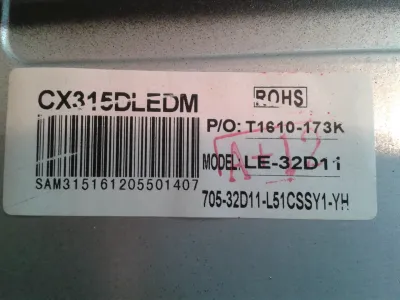 CX315DLEDM
ROHS
P/O: T1610-173K
MODEL: LE-32D11
SAM315161205501407
705-32D11-L51CSSY1-YH